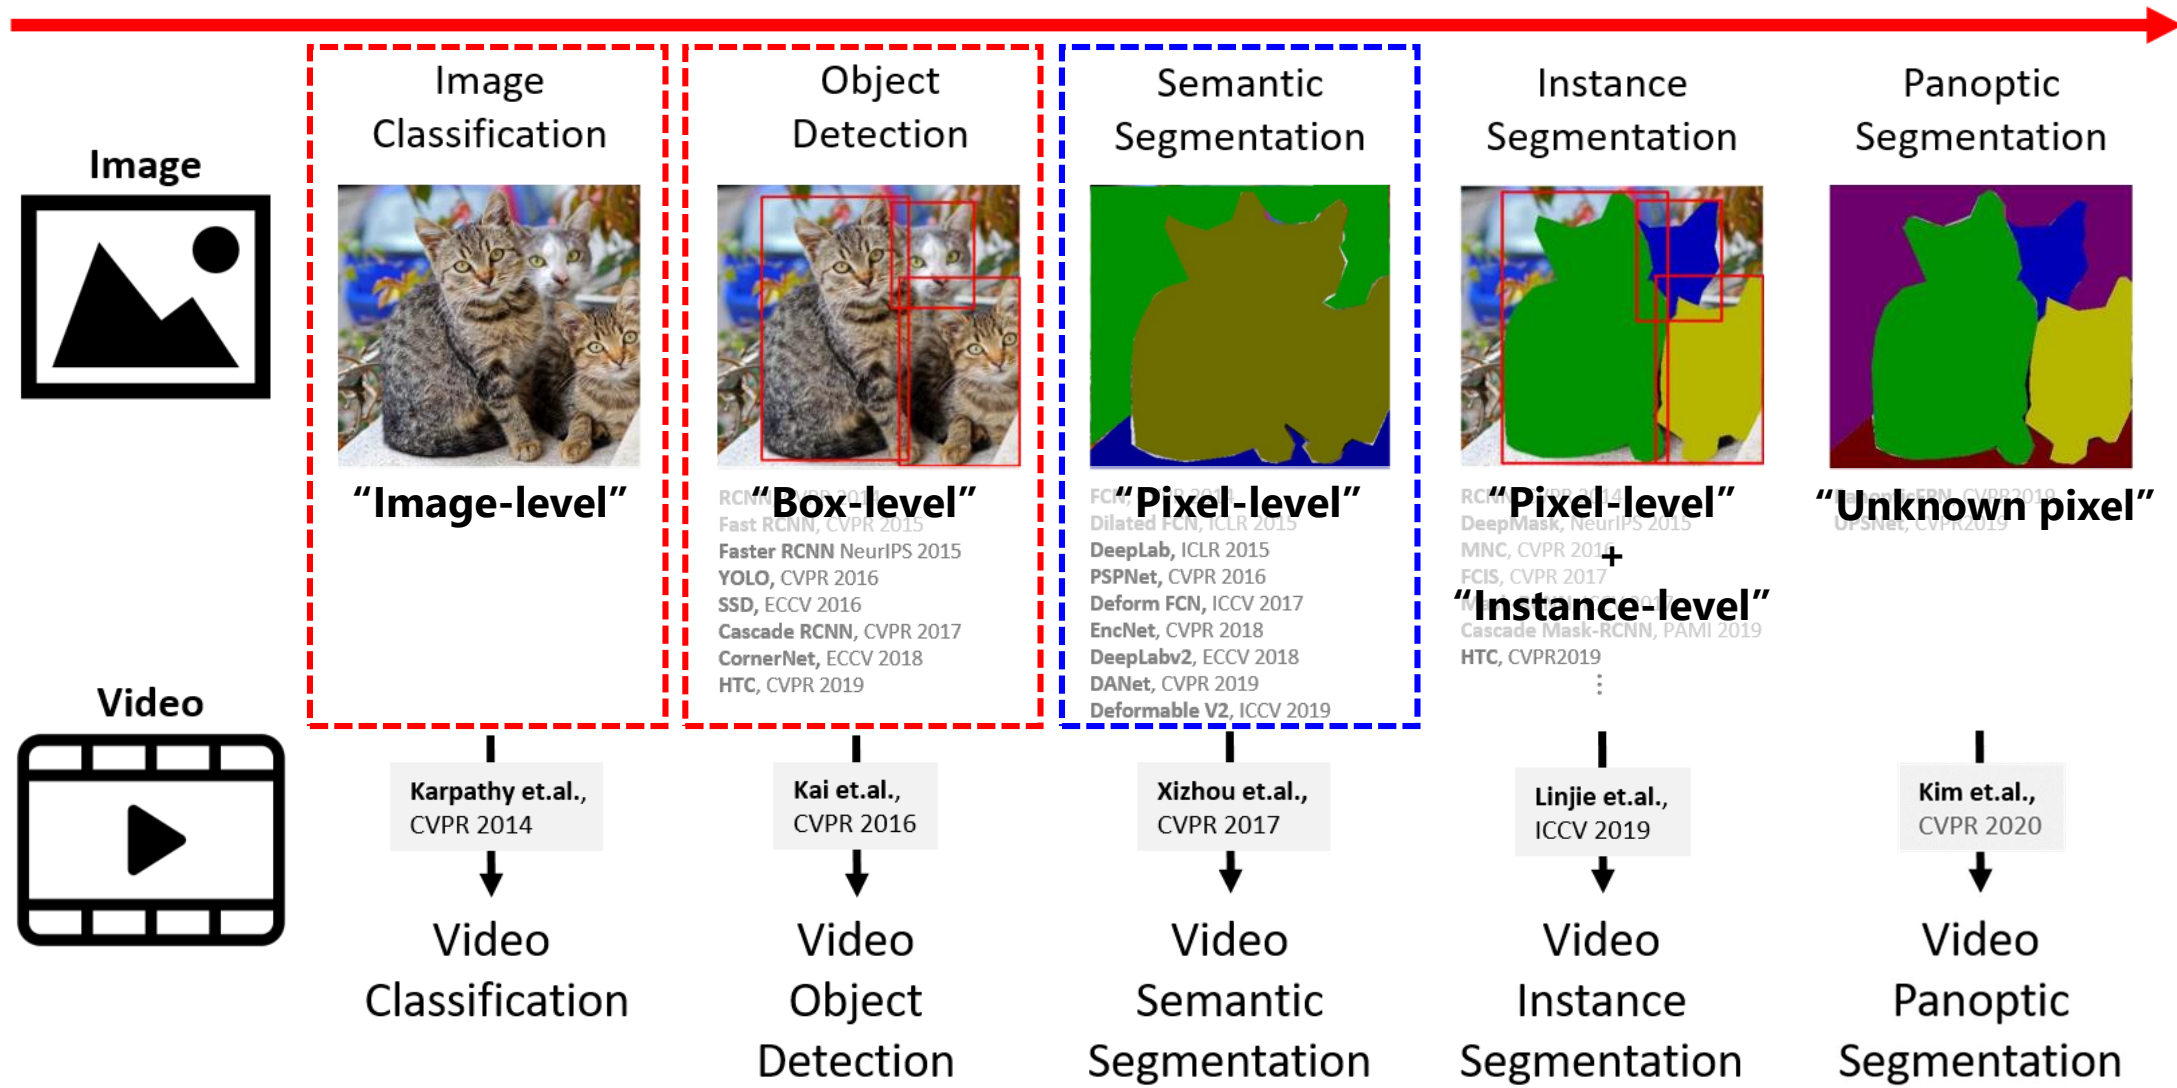 Image
Classification
Object
Detection
Semantic
Segmentation
Instance
Segmentation
Panoptic
Segmentation
Image
“Image-level”
“Box-level”
Fast RCNN, CVPR 2015
Faster RCNN NeurIPS 2015
YOLO, CVPR 2016
SSD, ECCV 2016
Cascade RCNN, CVPR 2017
CornerNet, ECCV 2018
HTC, CVPR 2019
“Pixel-level”
Dilated FCN, ICLR 2015
DeepLab, ICLR 2015
PSPNet, CVPR 2016
Deform FCN, ICCV 2017
EncNet, CVPR 2018
DeepLabv2, ECCV 2018
DANet, CVPR 2019
Deformable V2, ICCV 2019
“Pixel-level”
DeepMask, NeurIPS 2015
MNC, CVPR 2016
+
FCIS, CVPR 2017
“Instance-level”
Cascade Mask-RCNN, PAMI 2019
HTC, CVPR2019
“Unknown pixel”
UPSNet, CVPR2019
Video
Karpathy et.al.,
CVPR 2014
Kai et.al.,
CVPR 2016
Xizhou et.al.,
CVPR 2017
Linjie et.al.,
ICCV 2019
Kim et.al.,
CVPR 2020
Video
Classification
Video
Object
Detection
Video
Semantic
Segmentation
Video
Instance
Segmentation
Video
Panoptic
Segmentation